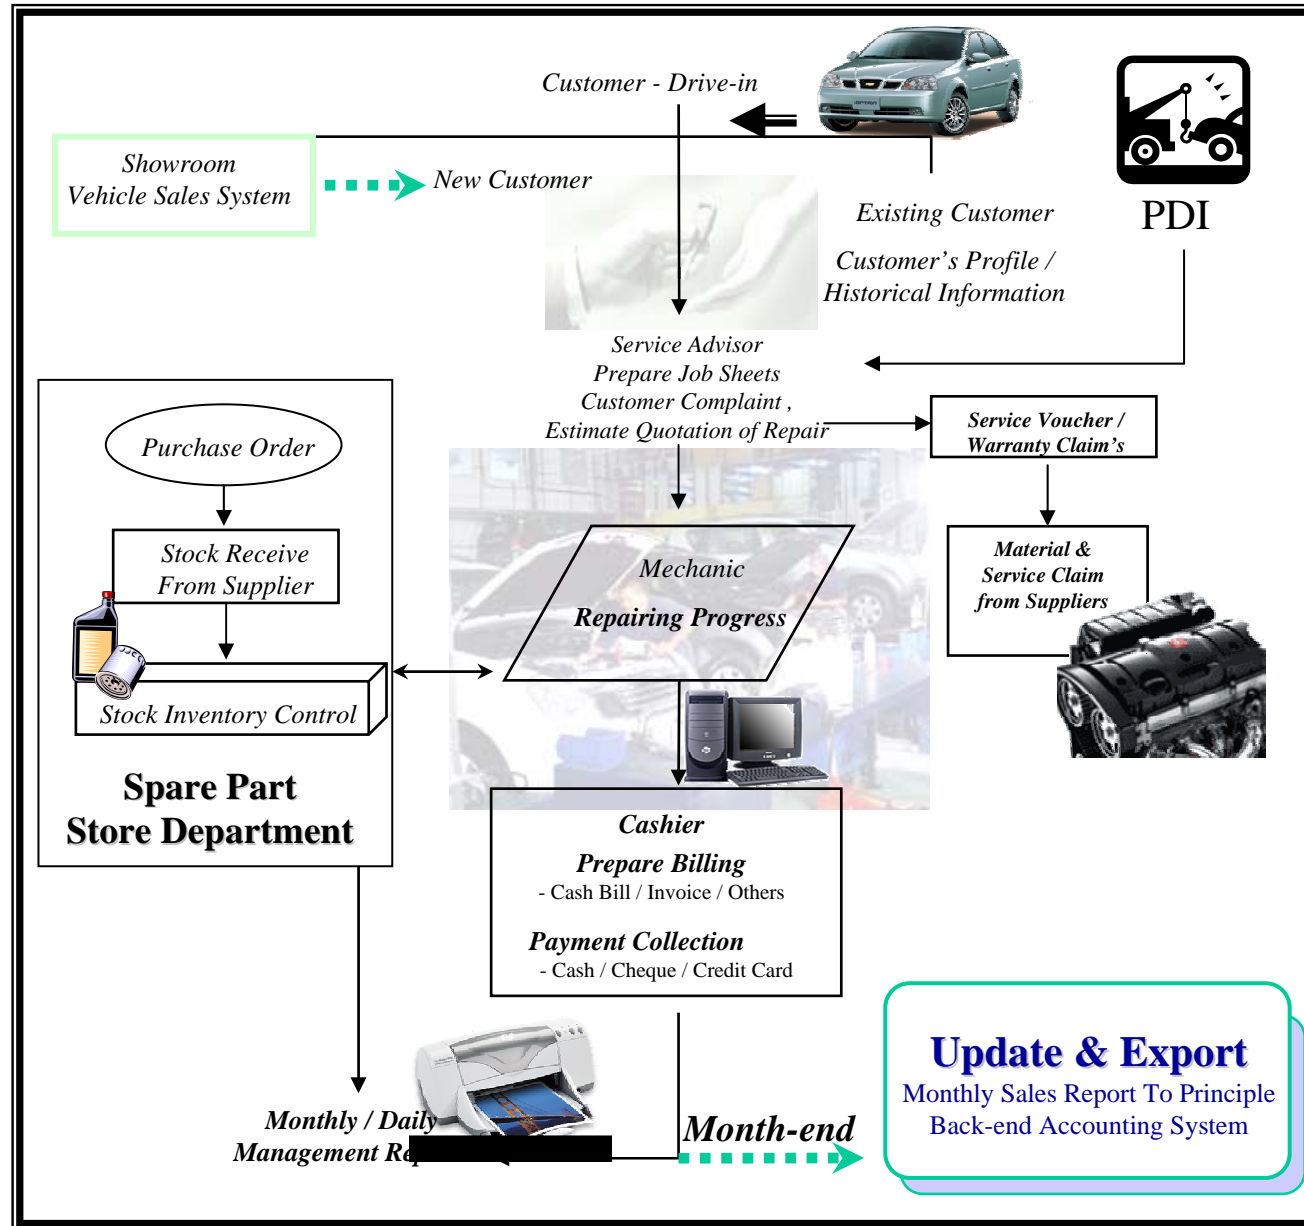 Customer - Drive-in
Showroom
Vehicle Sales System
New Customer
Existing Customer
Customer’s Profile /
Historical Information
PDI
Service Advisor
Prepare Job Sheets
Customer Complaint ,
Estimate Quotation of Repair
Service Voucher /
Warranty Claim’s
Material &
Service Claim
from Suppliers
Purchase Order
Stock Receive
From Supplier
Stock Inventory Control
Spare Part
Store Department
Mechanic
Repairing Progress
Cashier
Prepare Billing
- Cash Bill / Invoice / Others
Payment Collection
- Cash / Cheque / Credit Card
Monthly / Daily
Management
Month-end
Update & Export
Monthly Sales Report To Principle
Back-end Accounting System